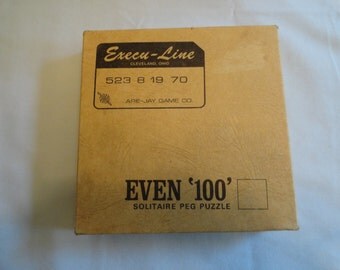 Execu-Line
CLEVELAND, OHIO
523 8 19 70
ARE-JAY GAME CO.
EVEN '100'
SOLITAIRE PEG PUZZLE